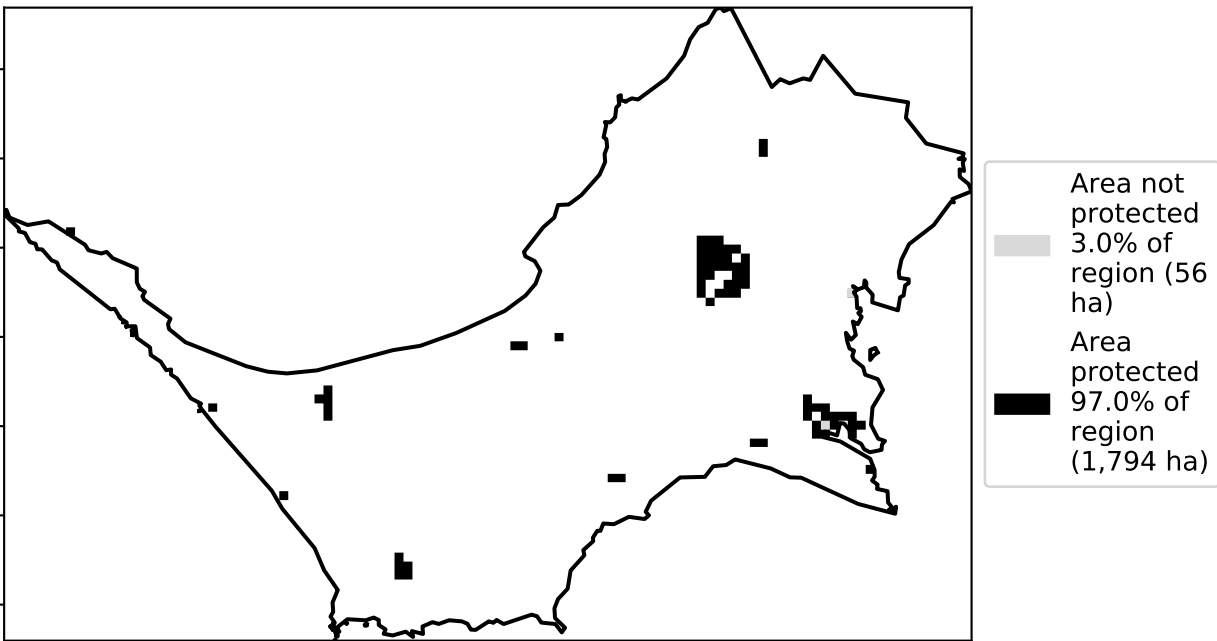 Area not
protected
3.0% of
region (56
ha)
Area
protected
97.0% of
region
(1,794 ha)